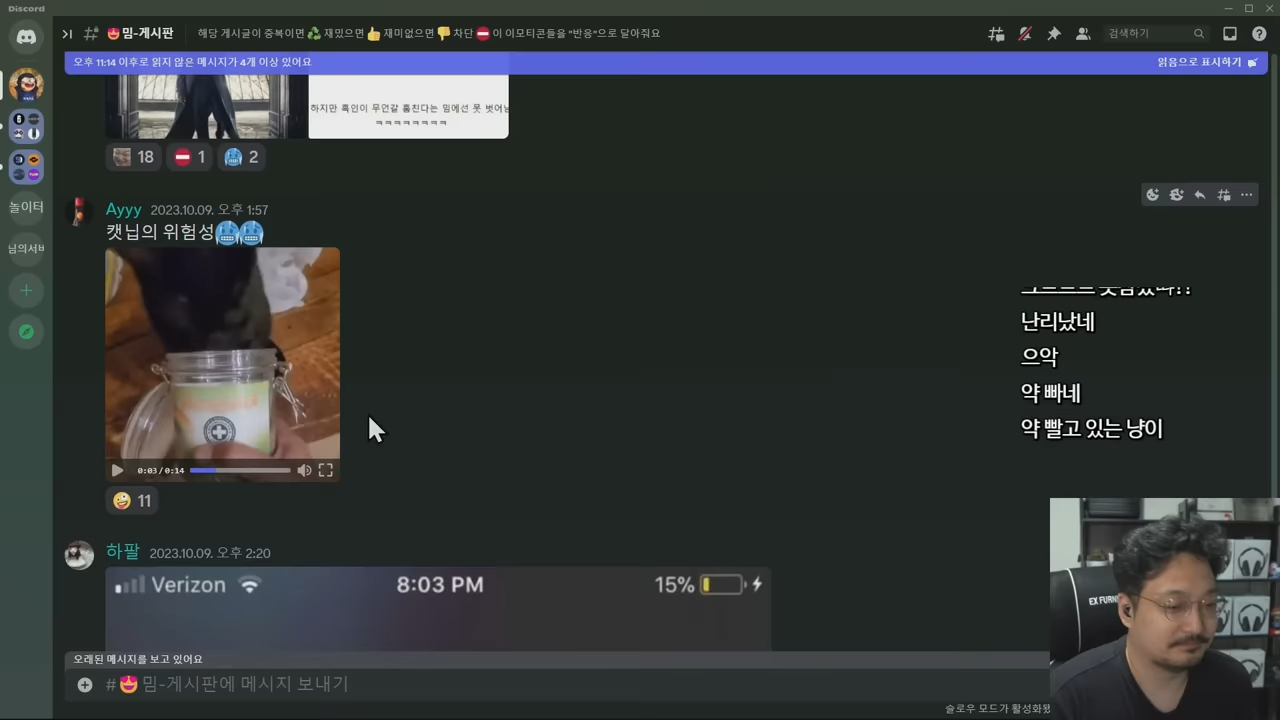 Discord
밈-게시판
해당 게시글이 중복이면 재밌으면 재미없으면 차단 이 이모티콘들을 "반응"으로 달아줘요
검색하기
오후 11:14 이후로 읽지 않은 메시지가 4개 이상 있어요
읽음으로 표시하기
하지만 흑인이 무언갈 훔친다는 밈에선 못
ㅋㅋㅋㅋㅋㅋㅋㅋ
18 1 2
Ayyy 2023.10.09. 오후 1:57
캣닢의 위험성
놀이터
님의서버
난리났네
으악
약 빠네
약 빨고 있는 냥이
0:03/0:14
11
하팔 2023.10.09. 오후 2:20
Verizon 8:03 PM 15%
EX FURNI
오래된 메시지를 보고 있어요
#밈-게시판에 메시지 보내기
슬로우 모드가 활성화됐